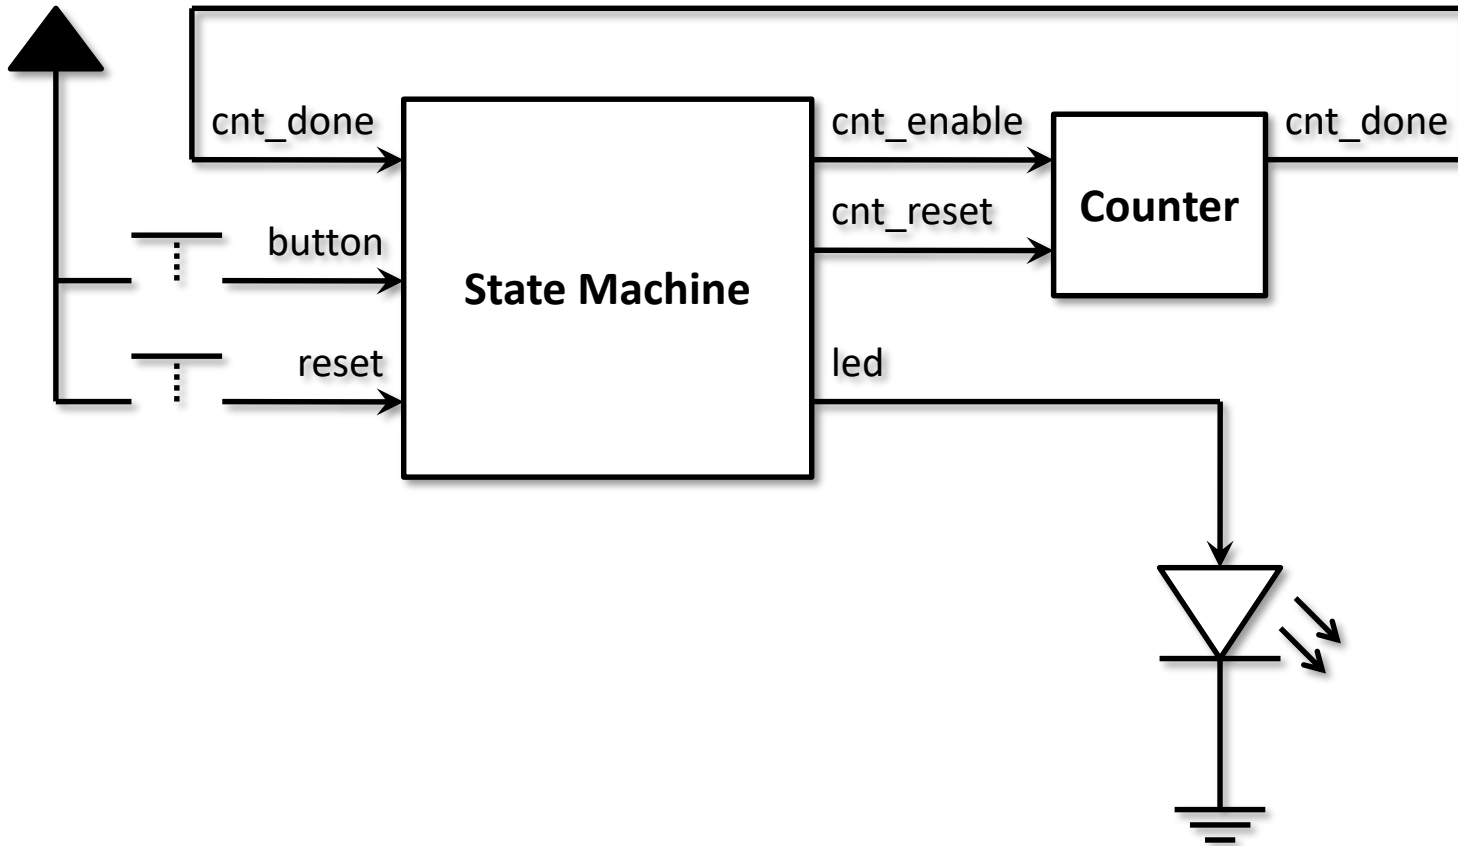 cnt_done
cnt_enable
cnt_done
cnt_reset
Counter
button
State Machine
reset
led